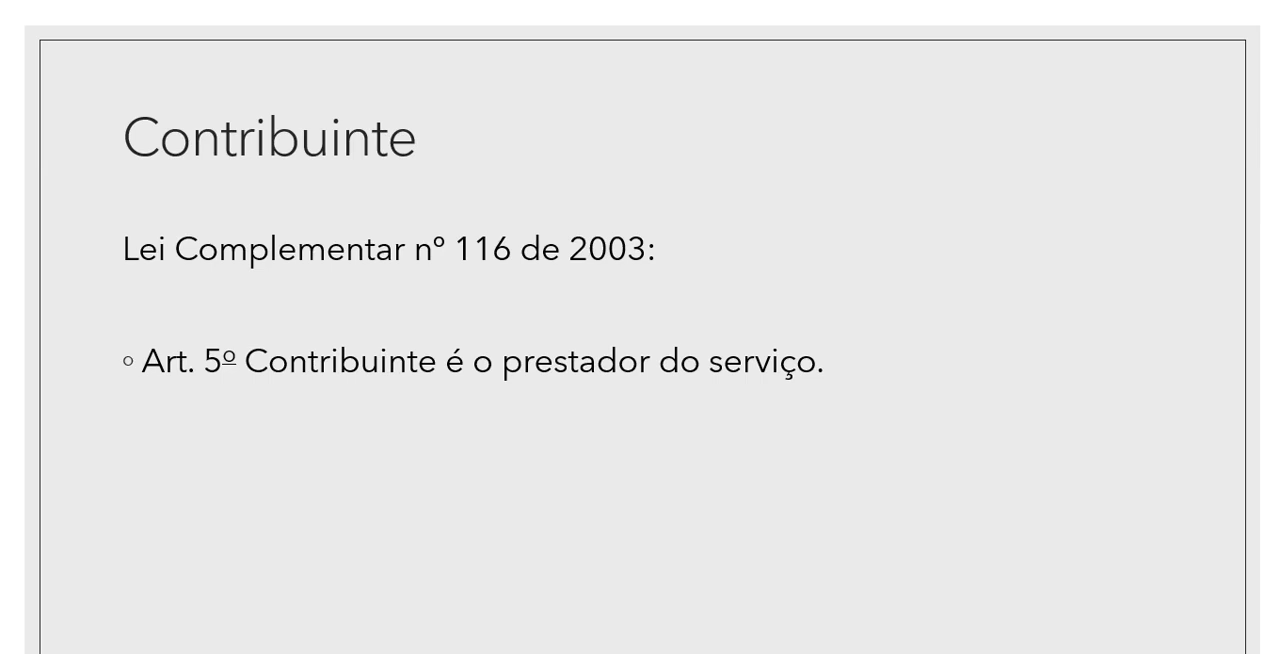 Contribuinte
Lei Complementar nº 116 de 2003:
◦ Art. 5º Contribuinte é o prestador do serviço.